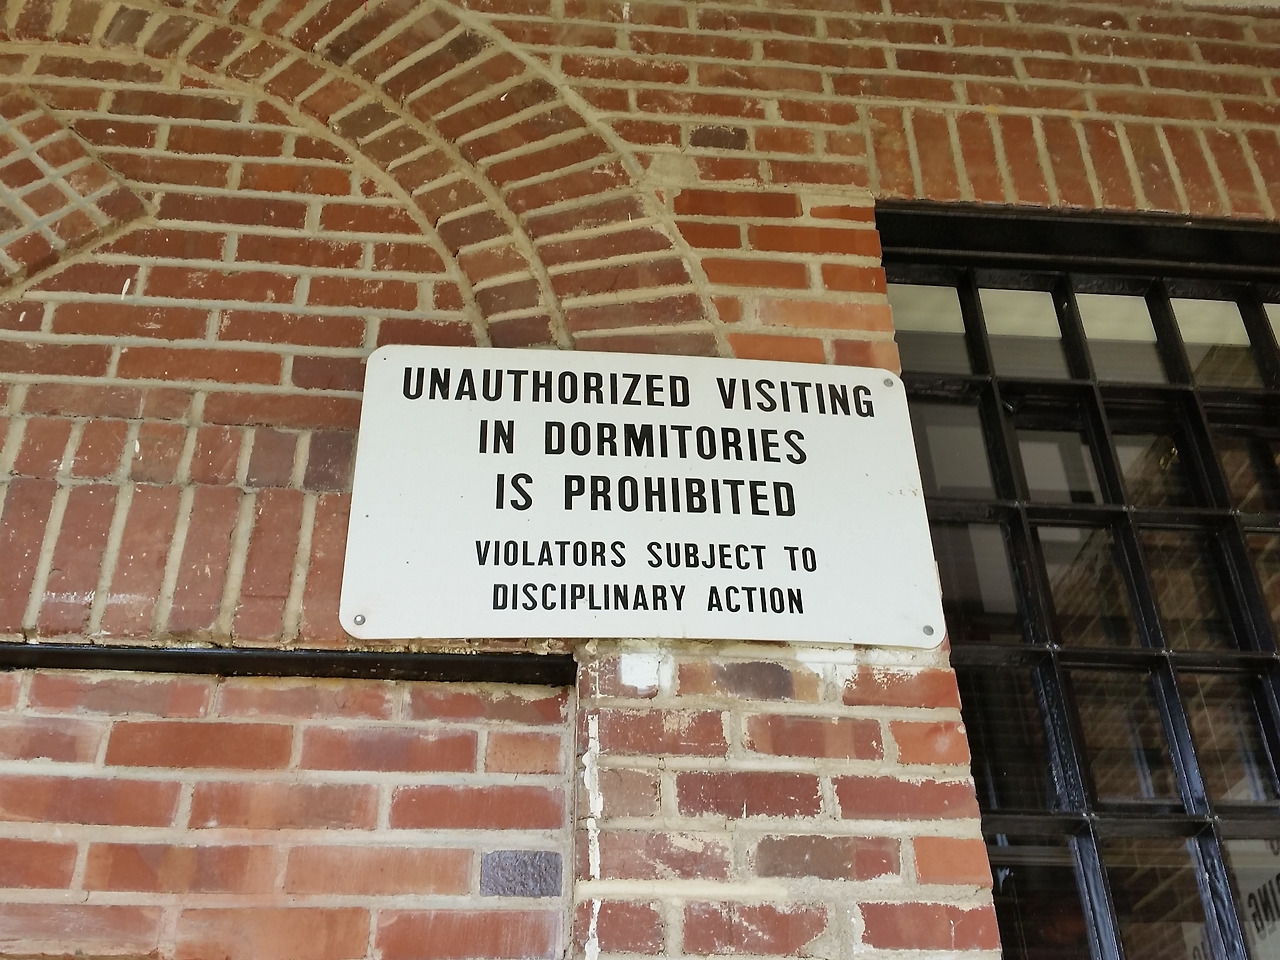 UNAUTHORIZED VISITING
IN DORMITORIES
IS PROHIBITED
VIOLATORS SUBJECT TO
DISCIPLINARY ACTION